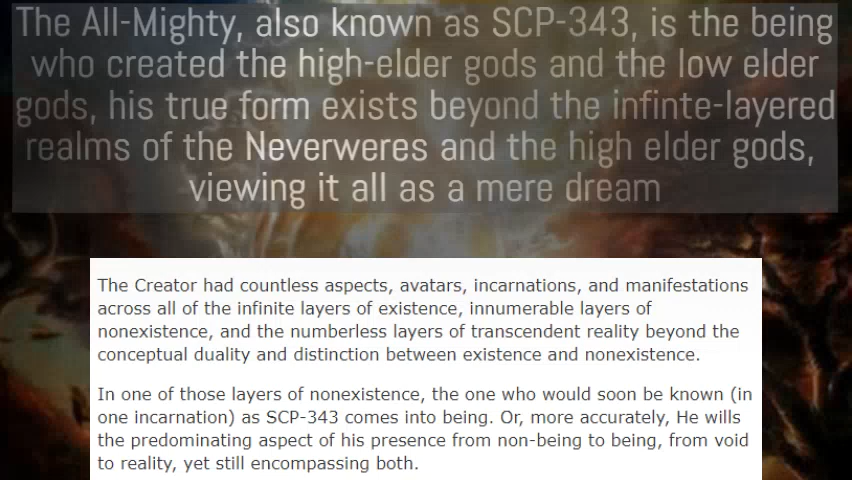 The All-Mighty, also known as SCP-343, is the being
who created the high-elder gods and the low elder
gods, his true form exists beyond the infinte-layered
realms of the Neverweres and the high elder gods,
viewing it all as a mere dream
The Creator had countless aspects, avatars, incarnations, and manifestations
across all of the infinite layers of existence, innumerable layers of
nonexistence, and the numberless layers of transcendent reality beyond the
conceptual duality and distinction between existence and nonexistence.
In one of those layers of nonexistence, the one who would soon be known (in
one incarnation) as SCP-343 comes into being. Or, more accurately, He wills
the predominating aspect of his presence from non-being to being, from void
to reality, yet still encompassing both.